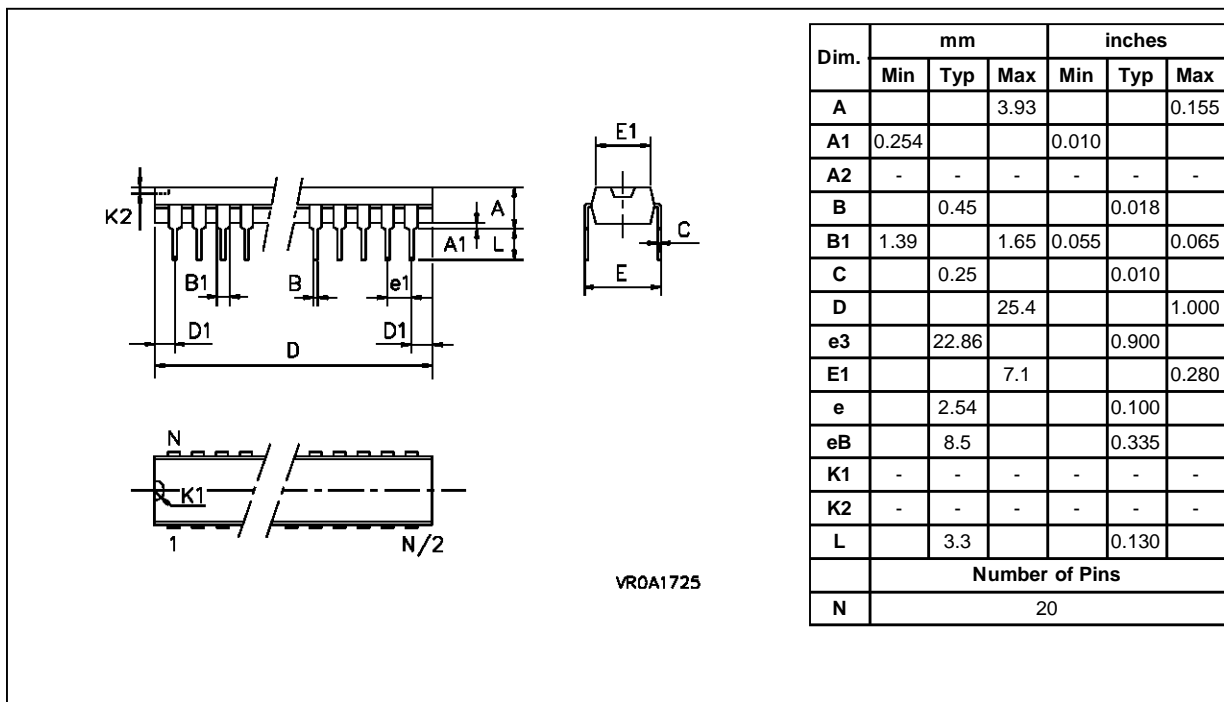 E1
K2
A
A1
L
C
B1
B
e1
E
D1
D1
D
N
K1
1
N/2
VR0A1725
Dim. mm inches
Min Typ Max Min Typ Max
A 3.93 0.155
A1 0.254 0.010
A2 - - - - - -
B 0.45 0.018
B1 1.39 1.65 0.055 0.065
C 0.25 0.010
D 25.4 1.000
e3 22.86 0.900
E1 7.1 0.280
e 2.54 0.100
eB 8.5 0.335
K1 - - - - - -
K2 - - - - - -
L 3.3 0.130
Number of Pins
N 20